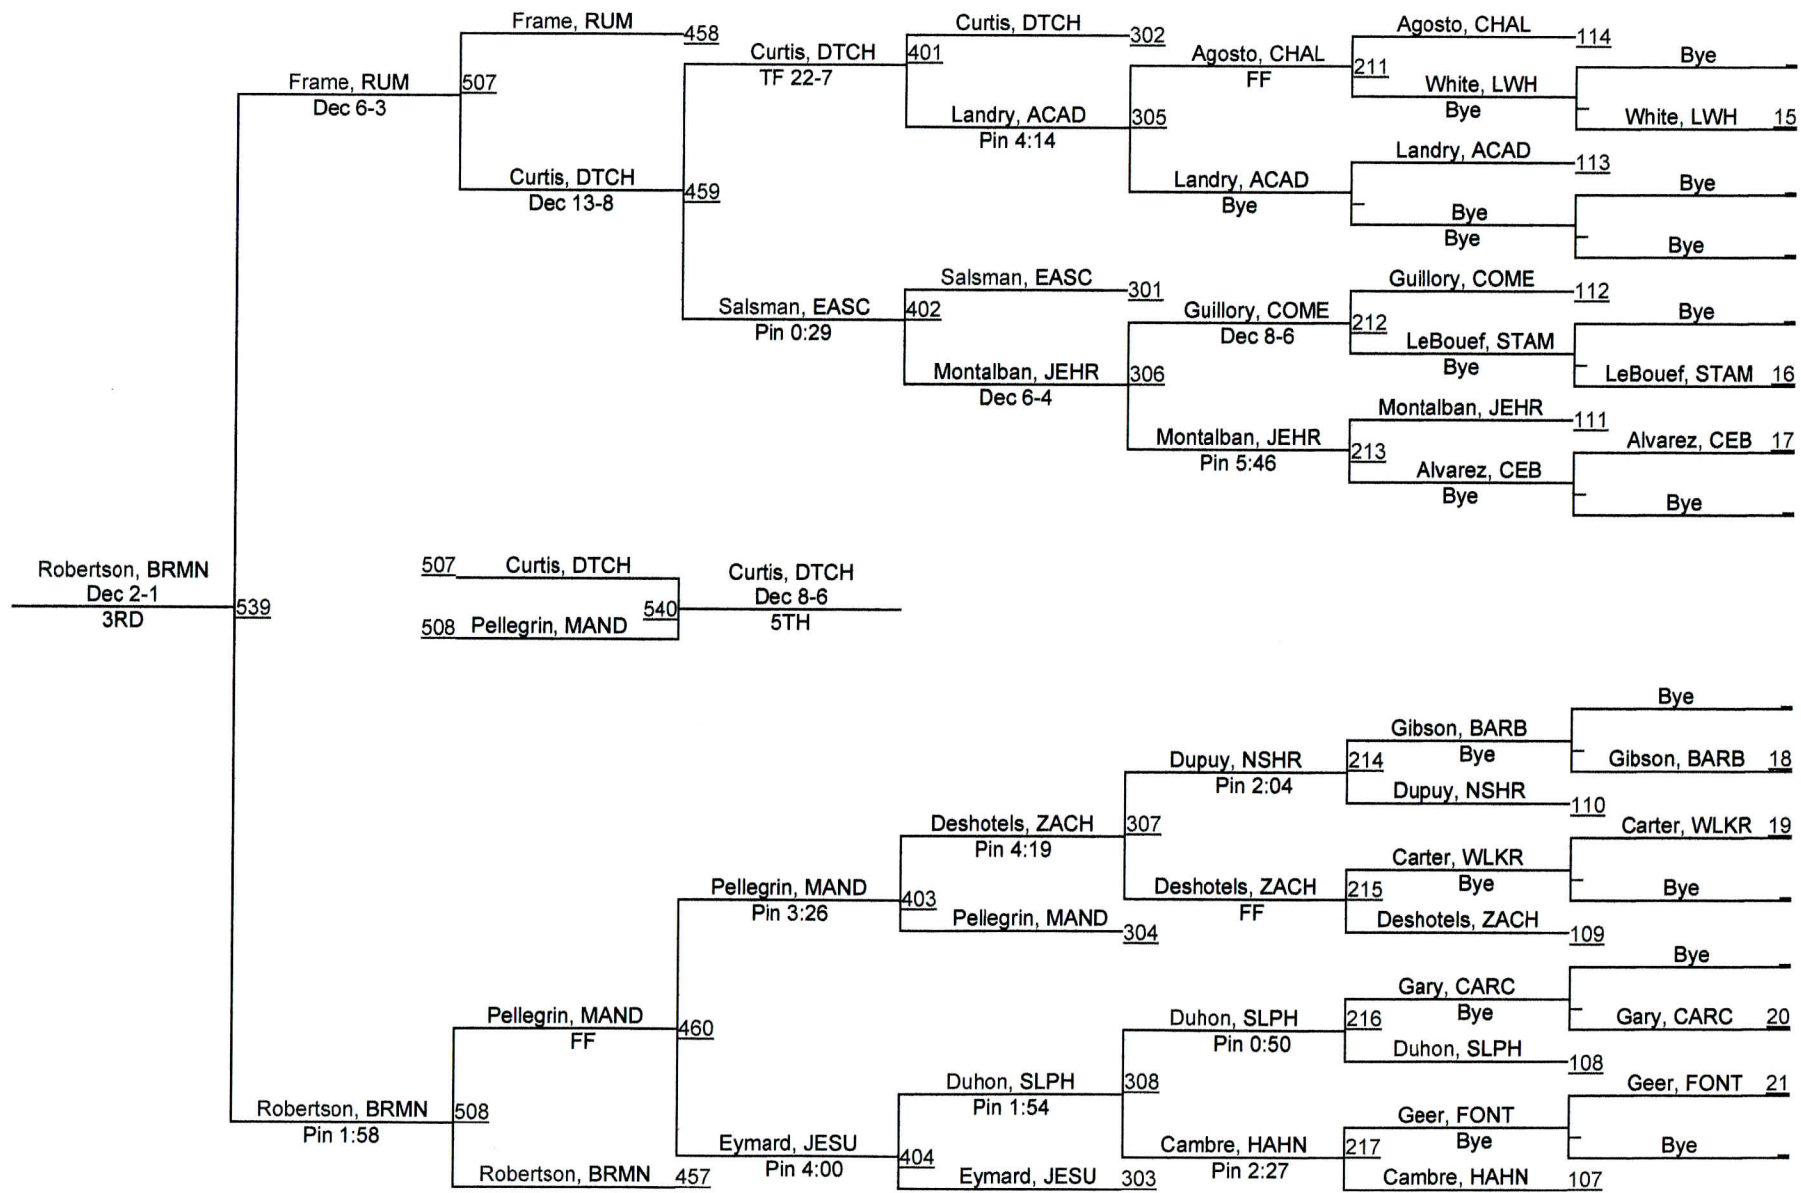 Frame, RUM
458
Frame, RUM
Dec 6-3
507
Curtis, DTCH
Dec 13-8
Curtis, DTCH
TF 22-7
459
Salsman, EASC
Pin 0:29
Curtis, DTCH
302
401
Landry, ACAD
Pin 4:14
Agosto, CHAL
FF
305
Landry, ACAD
Bye
Agosto, CHAL
114
211
White, LWH
Bye
Bye
White, LWH 15
Landry, ACAD
113
Bye
Bye
Bye
Bye
Salsman, EASC
301
402
Montalban, JEHR
Dec 6-4
Guillory, COME
Dec 8-6
306
Montalban, JEHR
Pin 5:46
Guillory, COME
112
212
LeBouef, STAM
Bye
Bye
LeBouef, STAM 16
Montalban, JEHR
111
213
Alvarez, CEB
Bye
Alvarez, CEB 17
Bye
Robertson, BRMN
Dec 2-1
3RD
539
507 Curtis, DTCH
508 Pellegrin, MAND
540
Curtis, DTCH
Dec 8-6
5TH
Bye
Gibson, BARB 18
Gibson, BARB
Bye
214
Dupuy, NSHR
110
Dupuy, NSHR
Pin 2:04
Deshotels, ZACH
Pin 4:19
307
Deshotels, ZACH
FF
Carter, WLKR 19
Carter, WLKR
Bye
Bye
215
Deshotels, ZACH
109
Pellegrin, MAND
Pin 3:26
403
Pellegrin, MAND
304
Pellegrin, MAND
FF
460
Bye
Gary, CARC
Bye
Gary, CARC 20
216
Duhon, SLPH
108
Duhon, SLPH
Pin 0:50
Duhon, SLPH
Pin 1:54
308
Cambre, HAHN
Pin 2:27
Geer, FONT 21
Geer, FONT
Bye
Bye
217
Cambre, HAHN
107
Robertson, BRMN
Pin 1:58
508
Robertson, BRMN
457
Eymard, JESU
Pin 4:00
404
Eymard, JESU
303